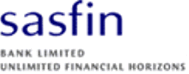 sasfin
BANK LIMITED
UNLIMITED FINANCIAL HORIZONS